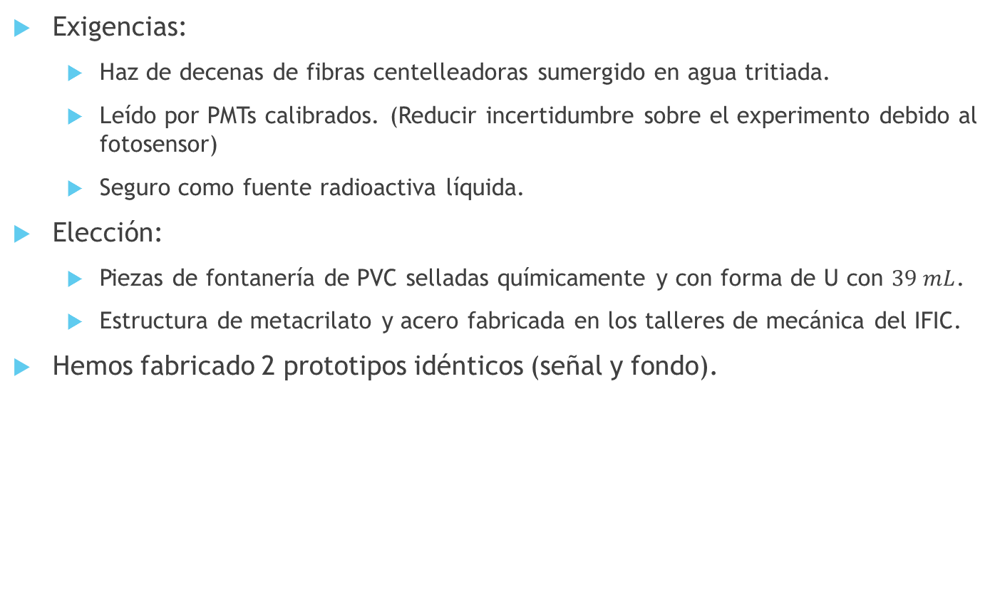 Exigencias:
Haz de decenas de fibras centelleadoras sumergido en agua tritiada.
Leído por PMTs calibrados. (Reducir incertidumbre sobre el experimento debido al
fotosensor)
Seguro como fuente radioactiva líquida.
Elección:
Piezas de fontanería de PVC selladas químicamente y con forma de U con 39 mL.
Estructura de metacrilato y acero fabricada en los talleres de mecánica del IFIC.
Hemos fabricado 2 prototipos idénticos (señal y fondo).